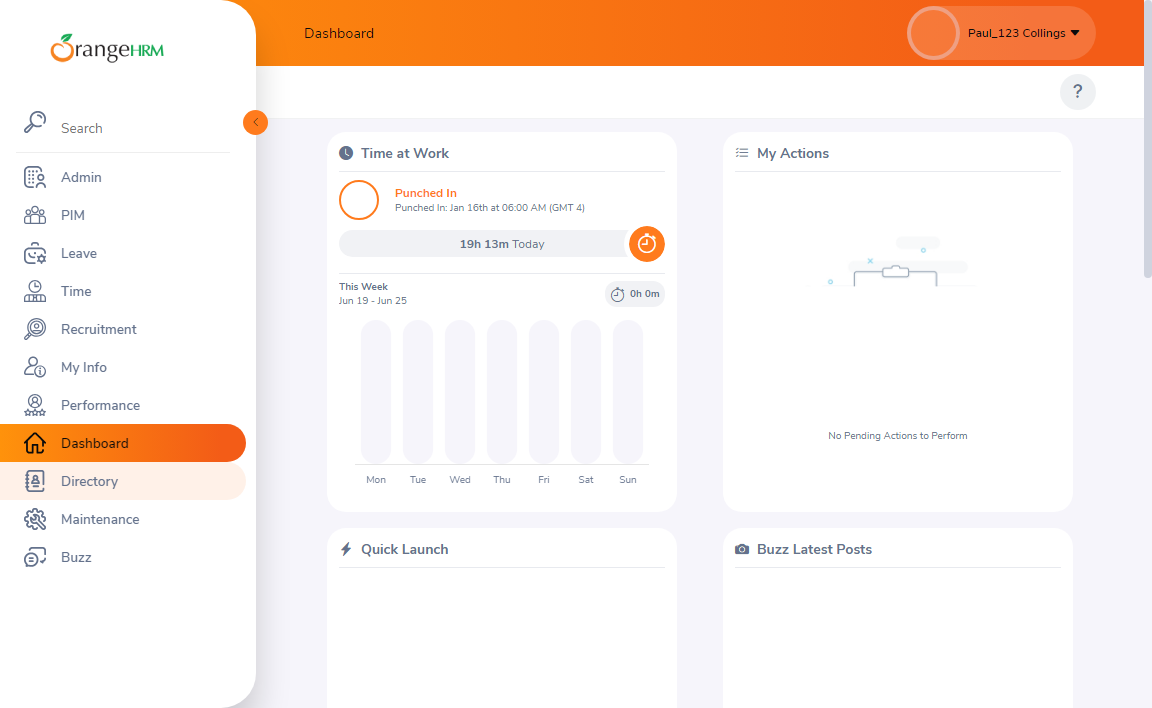 OrangeHRM
Search
Admin
PIM
Leave
Time
Recruitment
My Info
Performance
Dashboard
Directory
Maintenance
Buzz
Dashboard
Paul_123 Collings
?
Time at Work
Punched In
Punched In: Jan 16th at 06:00 AM (GMT 4)
19h 13m Today
This Week
Jun 19 - Jun 25
0h 0m
Mon Tue Wed Thu Fri Sat Sun
My Actions
No Pending Actions to Perform
Quick Launch
Buzz Latest Posts